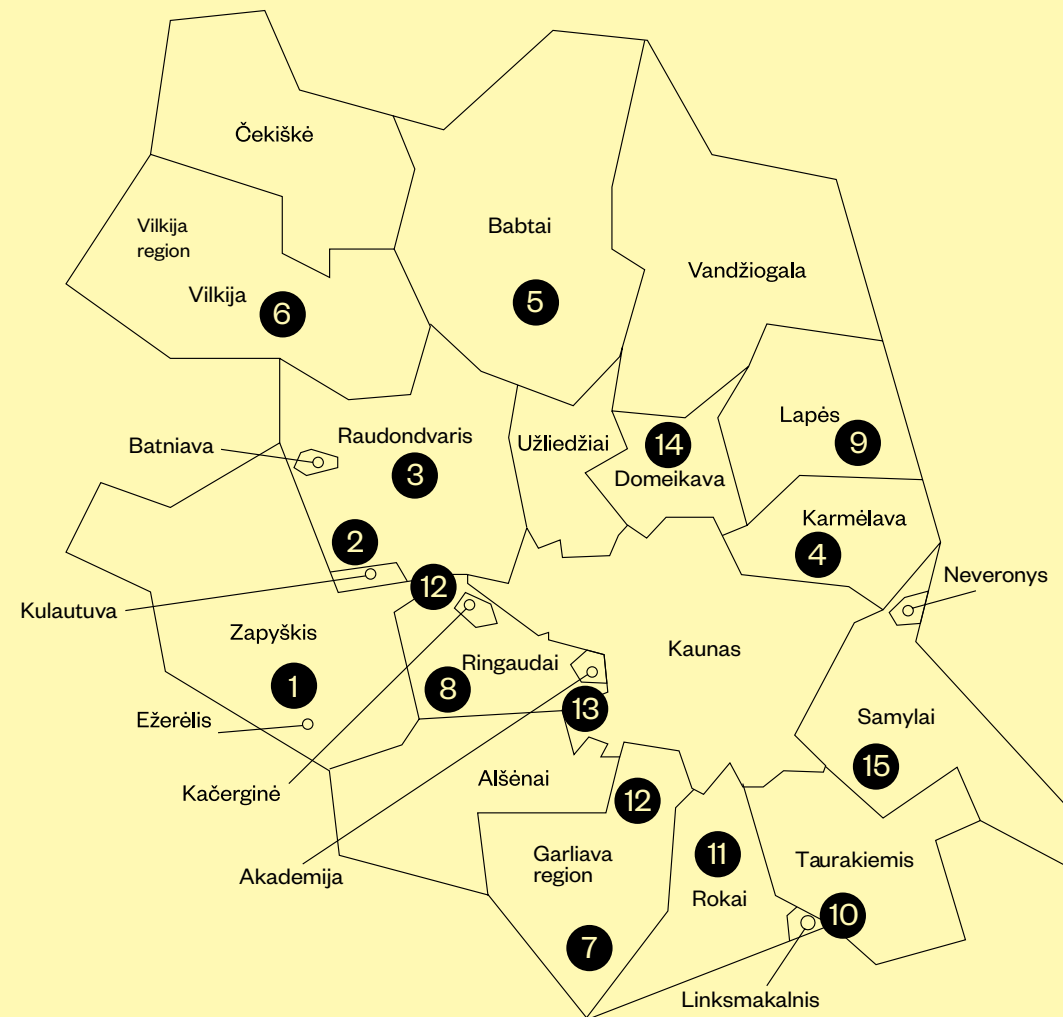 Čekiškė
Vilkija
region
Babtai
Vandžiogala
Vilkija
6
5
Batniava
Raudondvaris
3
Užliedžiai
14
Domeikava
Lapės
9
Karmėlava
4
2
12
Kulautuva
Neveronys
Zapyškis
1
Ringaudai
8
Kaunas
Ežerėlis
13
Samylai
15
Kačerginė
Alšėnai
12
Akademija
Garliava
region
7
11
Rokai
Taurakiemis
10
Linksmakalnis